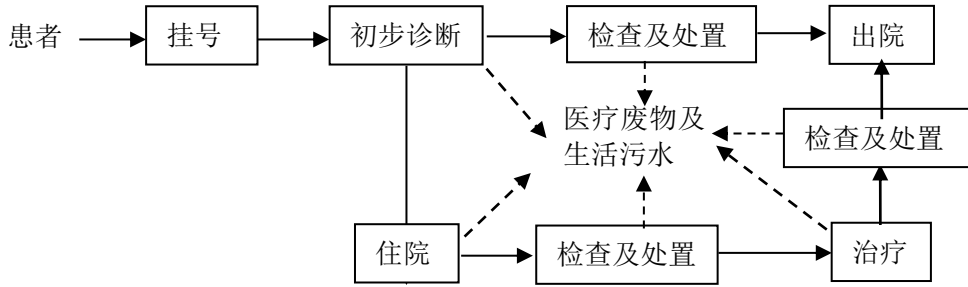 患者
挂号
初步诊断
检查及处置
出院
医疗废物及
生活污水
检查及处置
住院
检查及处置
治疗